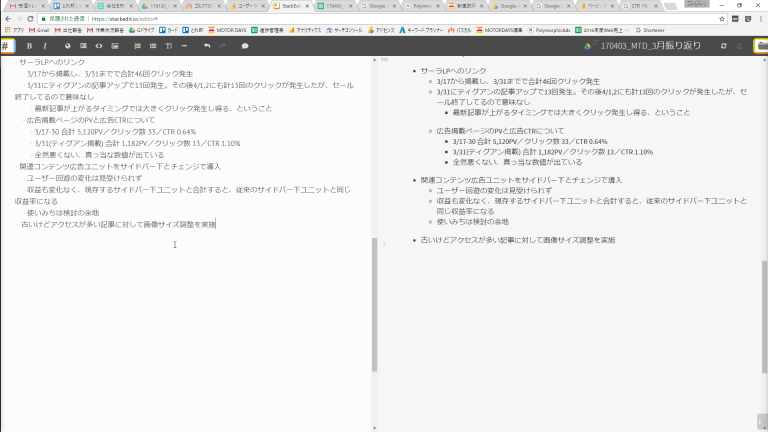 受信トレ
StackEdit
170403_
Google
Polymo
新着訳あ
Google
Google
ページ
CTR 1%
保護された通信
https://stackedit.io/editor#
アプリ
カード
とれ町
MOTOR DAYS
進捗管理表
アナリティクス
サーチコンソール
アドセンス
キーワード プランナー
パスカル
MOTORDAYS標準
PolymorphicAds
Shortener
170403_MTD_3月振り返り
- サーラLPへのリンク
- 3/17から掲載し、3/31までで合計46回クリック発生
- 3/31にティグアンの記事アップで13回発生。その後4/1,2にも計13回のクリックが発生したが、セール
終了してるので意味なし
- 最新記事が上がるタイミングでは大きくクリック発生し得る、ということ
- 広告掲載ページのPVと広告CTRについて
- 3/17-30 合計 5,120PV／クリック数 33／CTR 0.64%
- 3/31(ティグアン掲載) 合計 1,182PV／クリック数 13／CTR 1.10%
- 全然悪くない、真っ当な数値が出ている
- 関連コンテンツ広告ユニットをサイドバー下とチェンジで導入
- ユーザー回遊の変化は見受けられず
- 収益も変化なく、現存するサイドバー下ユニットと合計すると、従来のサイドバー下ユニットと同じ
収益率になる
- 使いみちは検討の余地
- 古いけどアクセスが多い記事に対して画像サイズ調整を実施
サーラLPへのリンク
3/17から掲載し、3/31までで合計46回クリック発生
3/31にティグアンの記事アップで13回発生。その後4/1,2にも計13回のクリックが発生したが、セ
ール終了してるので意味なし
最新記事が上がるタイミングでは大きくクリック発生し得る、ということ
広告掲載ページのPVと広告CTRについて
3/17-30 合計 5,120PV／クリック数 33／CTR 0.64%
3/31(ティグアン掲載) 合計 1,182PV／クリック数 13／CTR 1.10%
全然悪くない、真っ当な数値が出ている
関連コンテンツ広告ユニットをサイドバー下とチェンジで導入
ユーザー回遊の変化は見受けられず
収益も変化なく、現存するサイドバー下ユニットと合計すると、従来のサイドバー下ユニットと
同じ収益率になる
使いみちは検討の余地
古いけどアクセスが多い記事に対して画像サイズ調整を実施